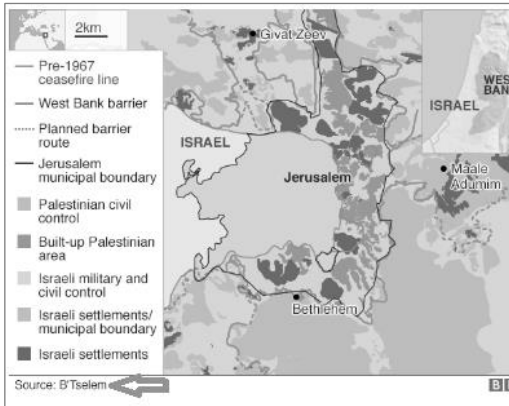 2km
Givat Zeev
Pre-1967
ceasefire line
West Bank barrier
Planned barrier
route
Jerusalem
municipal boundary
Palestinian civil
control
Built-up Palestinian
area
Israeli military and
civil control
Israeli settlements/
municipal boundary
Israeli settlements
ISRAEL
Jerusalem
Maale
Adumim
Bethlehem
ISRAEL
WES
BAN
Source: B'Tselem
B